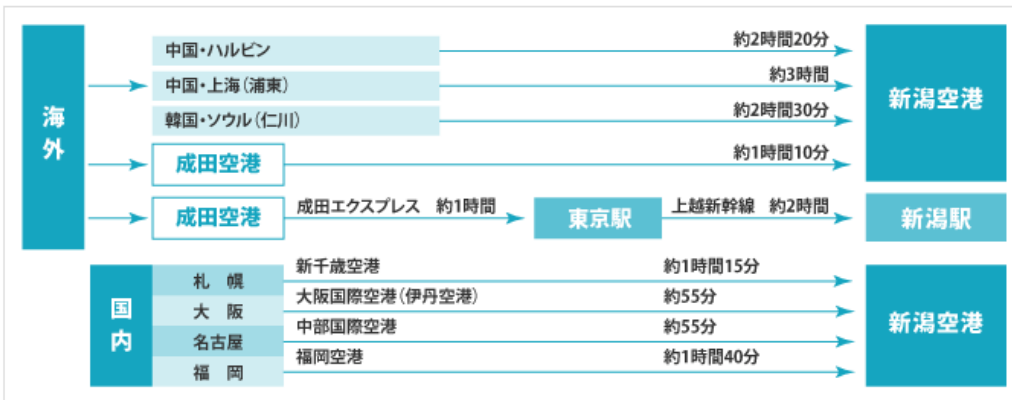 海外
中国・ハルビン 約2時間20分
中国・上海(浦東) 約3時間
韓国・ソウル(仁川) 約2時間30分
新潟空港
成田空港 約1時間10分
成田空港 成田エクスプレス 約1時間 東京駅 上越新幹線 約2時間 新潟駅
国内
札幌 新千歳空港 約1時間15分
大阪 大阪国際空港(伊丹空港) 約55分
名古屋 中部国際空港 約55分
福岡 福岡空港 約1時間40分
新潟空港